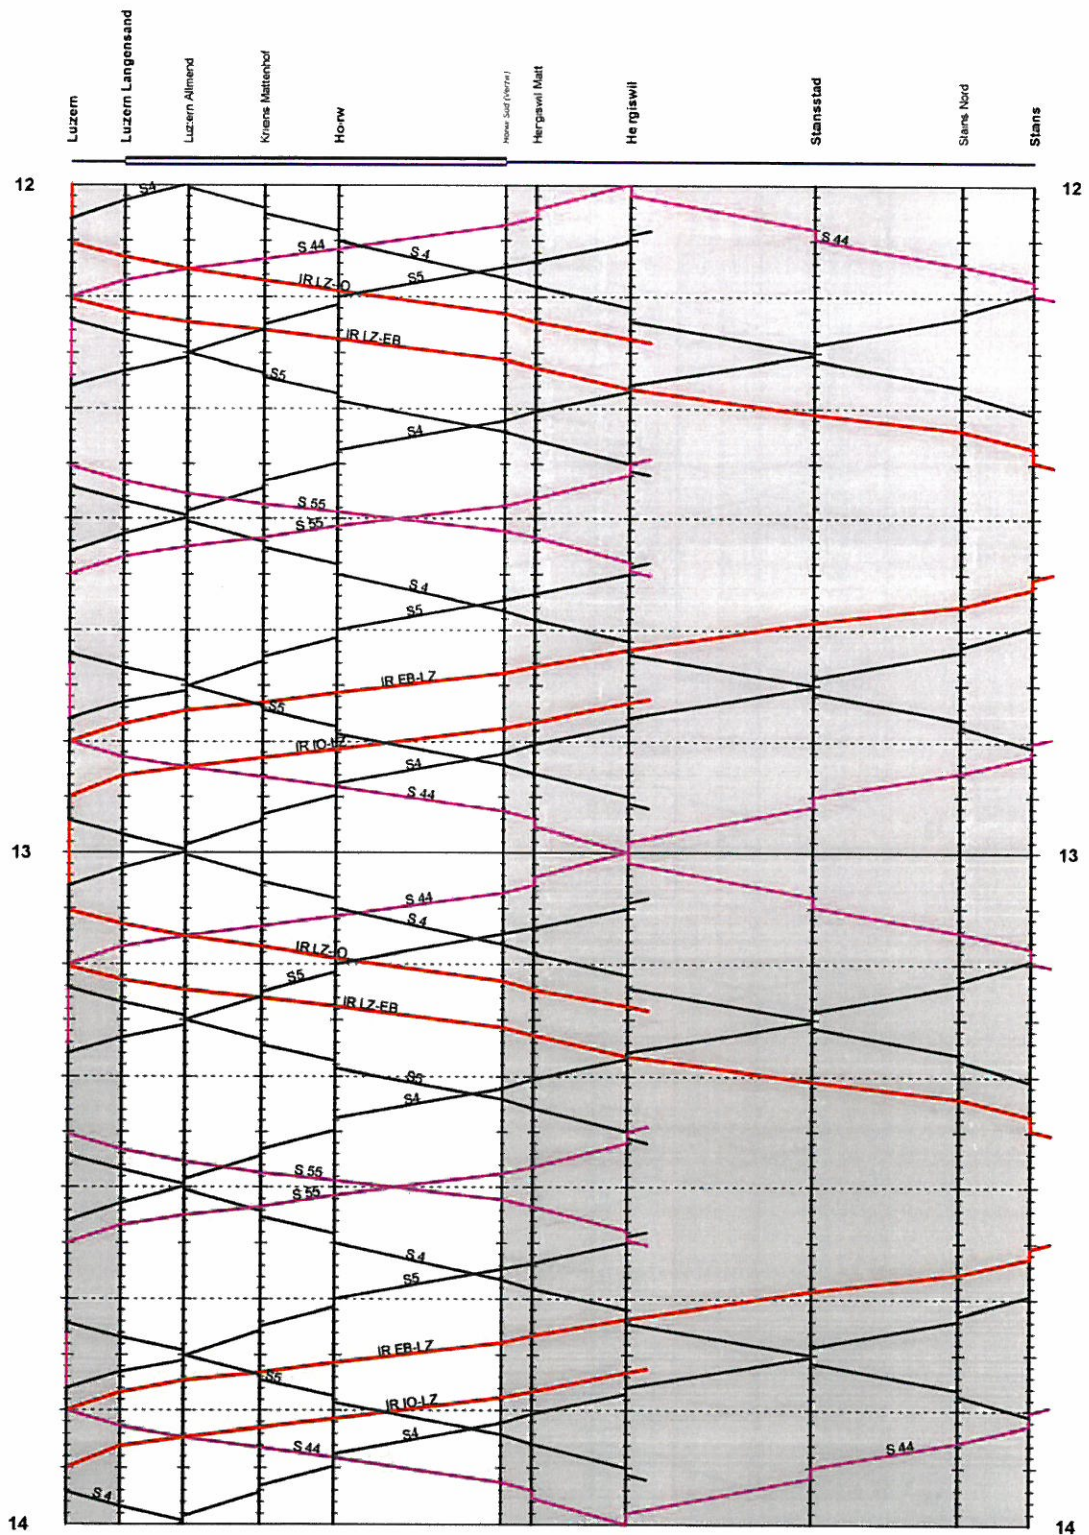 Luzern
Luzern Langensand
Luzern Allmend
Kriens Mattenhof
Horw
Horw Süd (Verzw)
Hergiswil Matt
Hergiswil
Stansstad
Stans Nord
Stans
12
12
S4
S 44
S 4
S 44
S5
IR LZ-IO
IR LZ-EB
S5
S4
S 55
S 55
S 4
S5
IR EB-LZ
S5
IR IO-LZ
S4
S 44
13
13
S 44
S 4
IR LZ-IO
S5
IR LZ-EB
S5
S4
S 55
S 55
S 4
S5
IR EB-LZ
S5
IR IO-LZ
S4
S 44
S 44
S 4
14
14